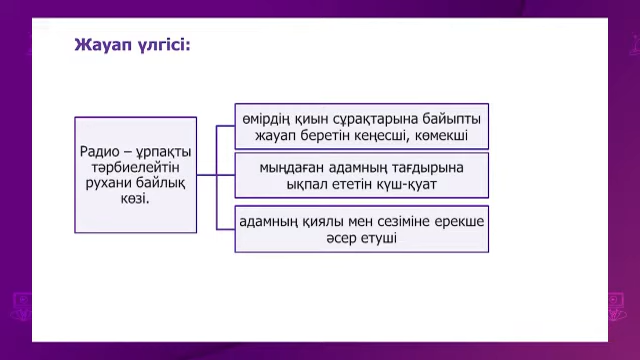 Жауап үлгісі:
Радио – ұрпақты
тәрбиелейтін
рухани байлық
көзі.
өмірдің қиын сұрақтарына байыпты
жауап беретін кеңесші, көмекші
мыңдаған адамның тағдырына
ықпал ететін күш-қуат
адамның қиялы мен сезіміне ерекше
әсер етуші